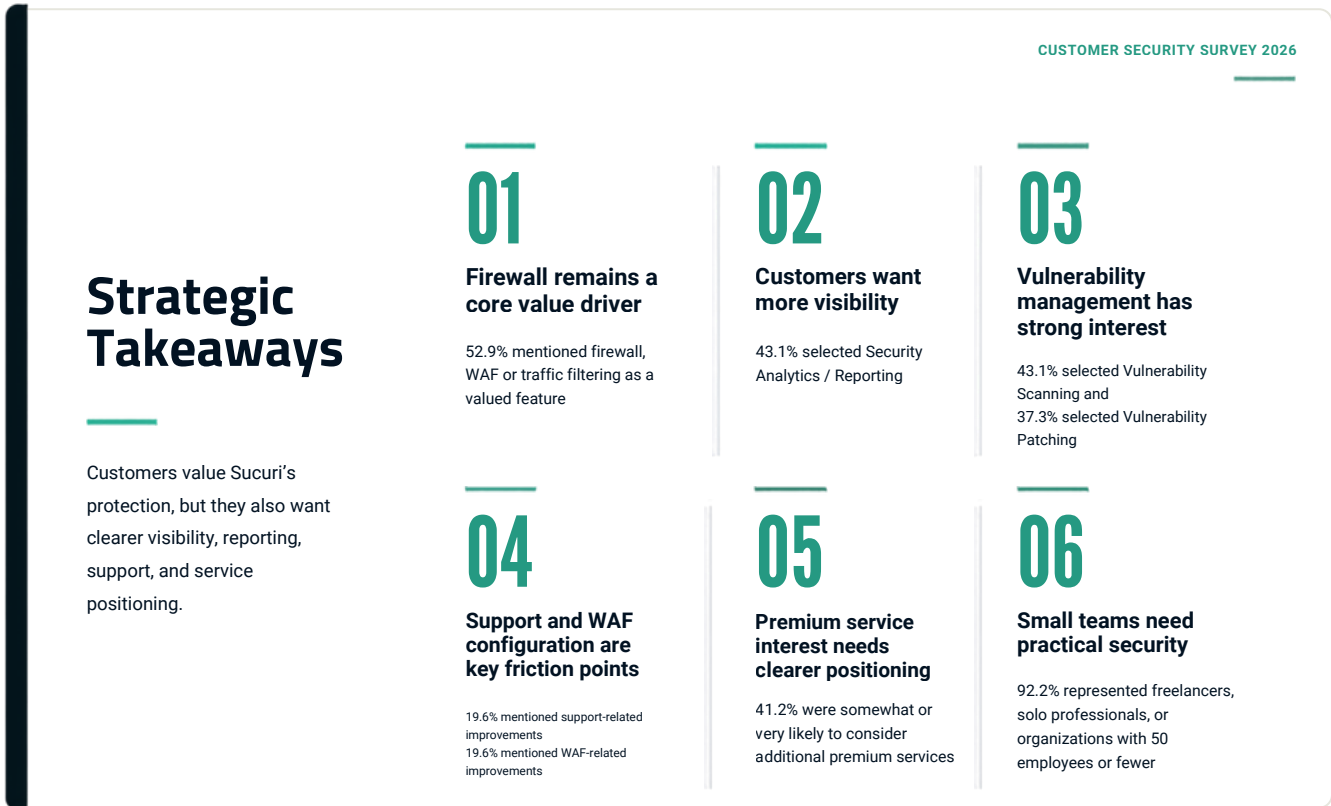 CUSTOMER SECURITY SURVEY 2026
Strategic
Takeaways
Customers value Sucuri’s
protection, but they also want
clearer visibility, reporting,
support, and service
positioning.
01
Firewall remains a
core value driver
52.9% mentioned firewall,
WAF or traffic filtering as a
valued feature
02
Customers want
more visibility
43.1% selected Security
Analytics / Reporting
03
Vulnerability
management has
strong interest
43.1% selected Vulnerability
Scanning and
37.3% selected Vulnerability
Patching
04
Support and WAF
configuration are
key friction points
19.6% mentioned support-related
improvements
19.6% mentioned WAF-related
improvements
05
Premium service
interest needs
clearer positioning
41.2% were somewhat or
very likely to consider
additional premium services
06
Small teams need
practical security
92.2% represented freelancers,
solo professionals, or
organizations with 50
employees or fewer